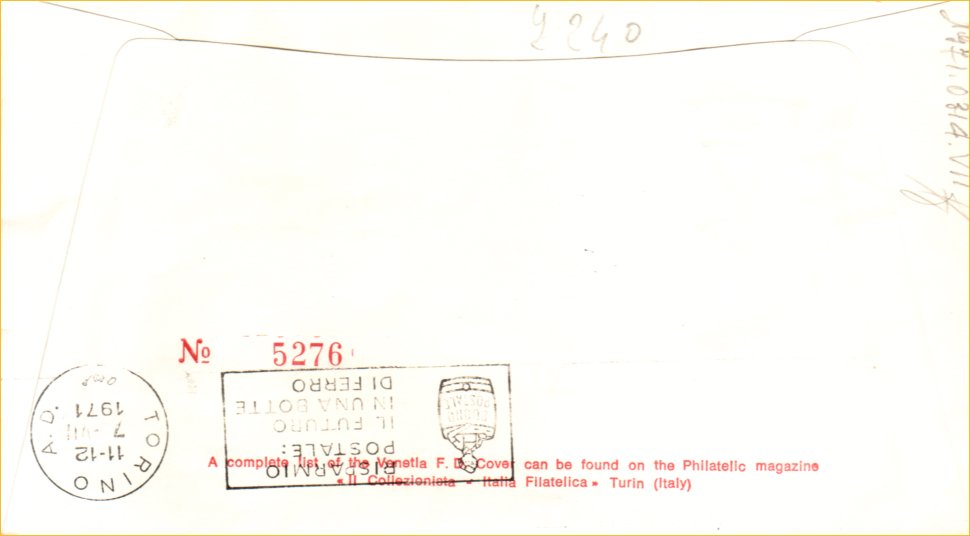 2240
Nº 5276
TORINO A.D.
11-12
7-VII
1971
RISPARMIO
POSTALE:
IL FUTURO
IN UNA BOTTE
DI FERRO
A complete list of the Venetia F. D. Cover can be found on the Philatelic magazine
« Il Collezionista - Italia Filatelica » Turin (Italy)